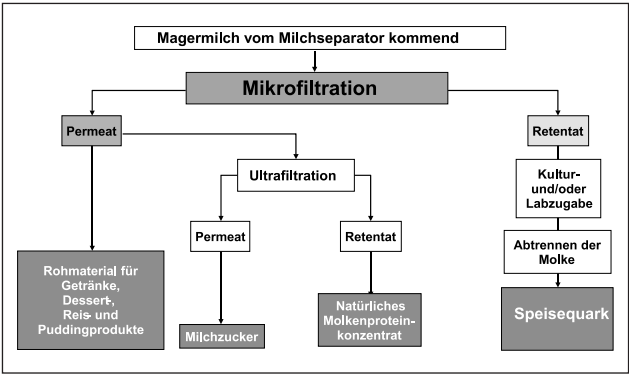 Magermilch vom Milchseparator kommend
Mikrofiltration
Permeat
Retentat
Ultrafiltration
Kultur-
und/oder
Labzugabe
Permeat
Retentat
Abtrennen der
Molke
Rohmaterial für
Getränke,
Dessert-,
Reis- und
Puddingprodukte
Milchzucker
Natürliches
Molkenprotein-
konzentrat
Speisequark